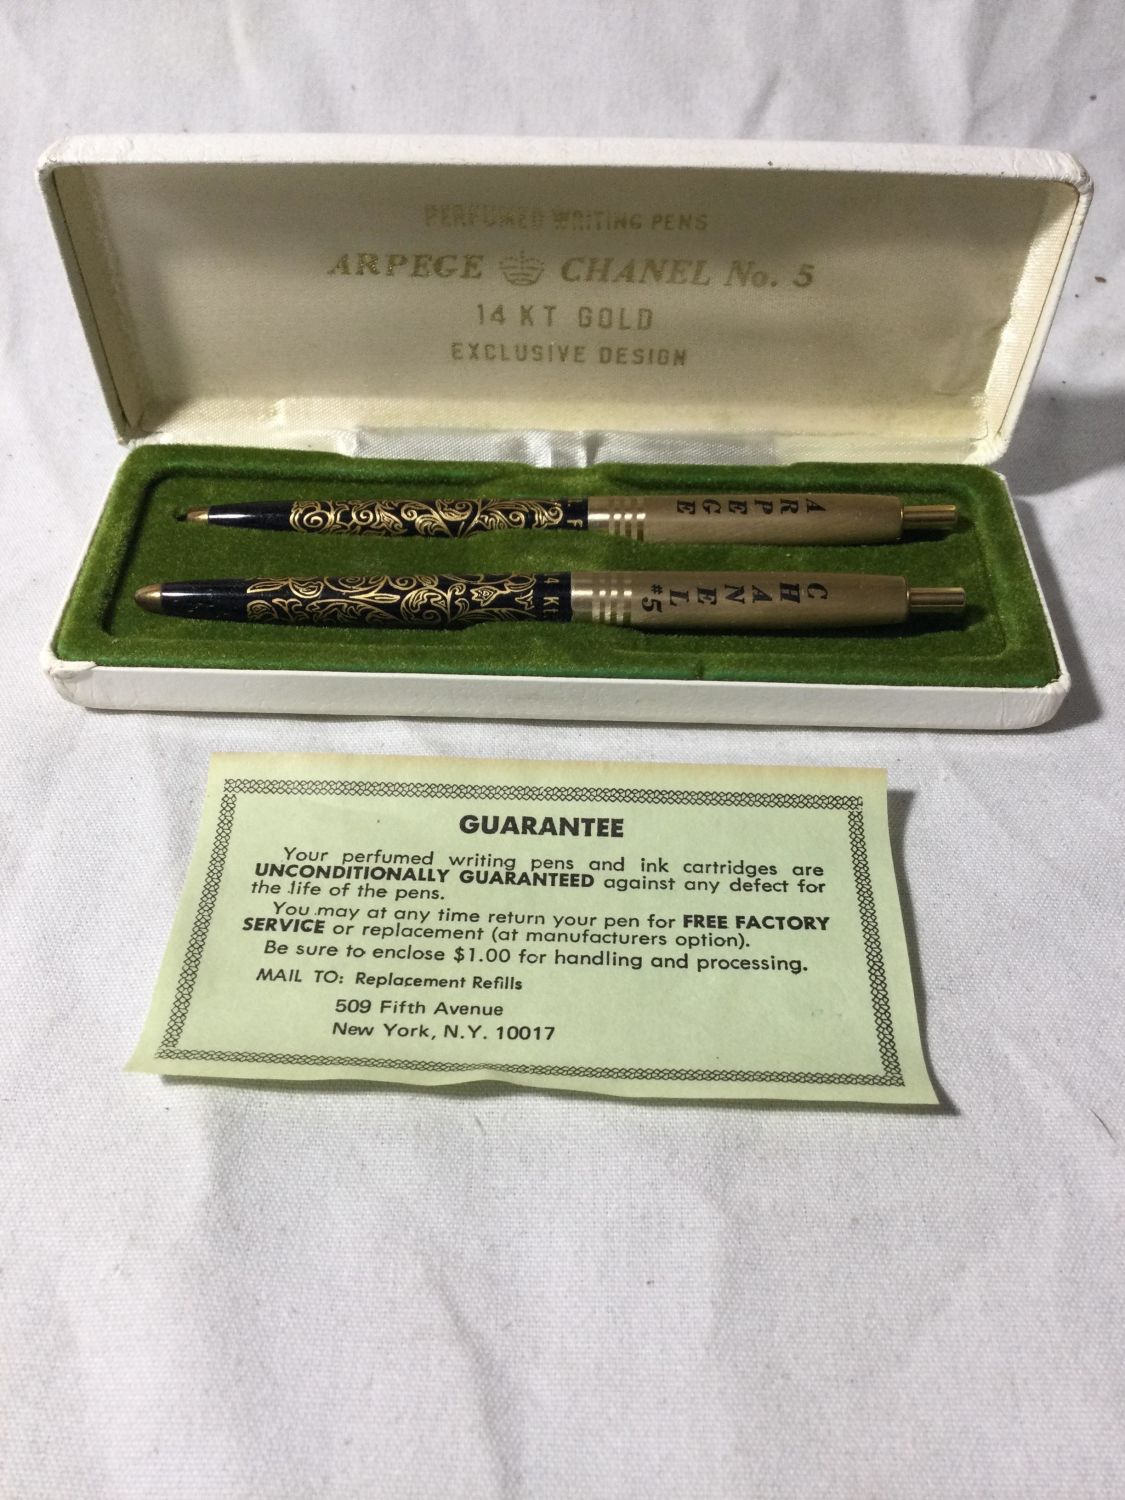 PERFUMED WRITING PENS
ARPEGE CHANEL No. 5
14 KT GOLD
EXCLUSIVE DESIGN
ARPEGE
F
CHANEL #5
4 K
GUARANTEE
Your perfumed writing pens and ink cartridges are
UNCONDITIONALLY GUARANTEED against any defect for
the life of the pens.
You may at any time return your pen for FREE FACTORY
SERVICE or replacement (at manufacturers option).
Be sure to enclose $1.00 for handling and processing.
MAIL TO: Replacement Refills
509 Fifth Avenue
New York, N.Y. 10017